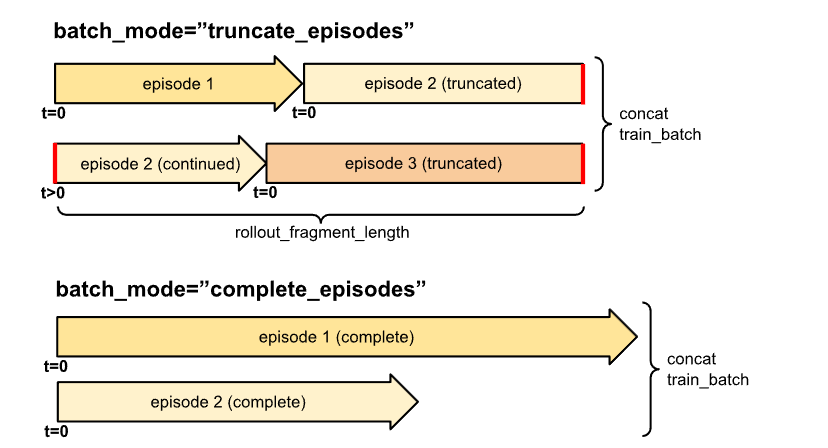 batch_mode=”truncate_episodes”
episode 1
episode 2 (truncated)
t=0
t=0
concat
train_batch
episode 2 (continued)
episode 3 (truncated)
t>0
t=0
rollout_fragment_length
batch_mode=”complete_episodes”
episode 1 (complete)
t=0
concat
train_batch
episode 2 (complete)
t=0